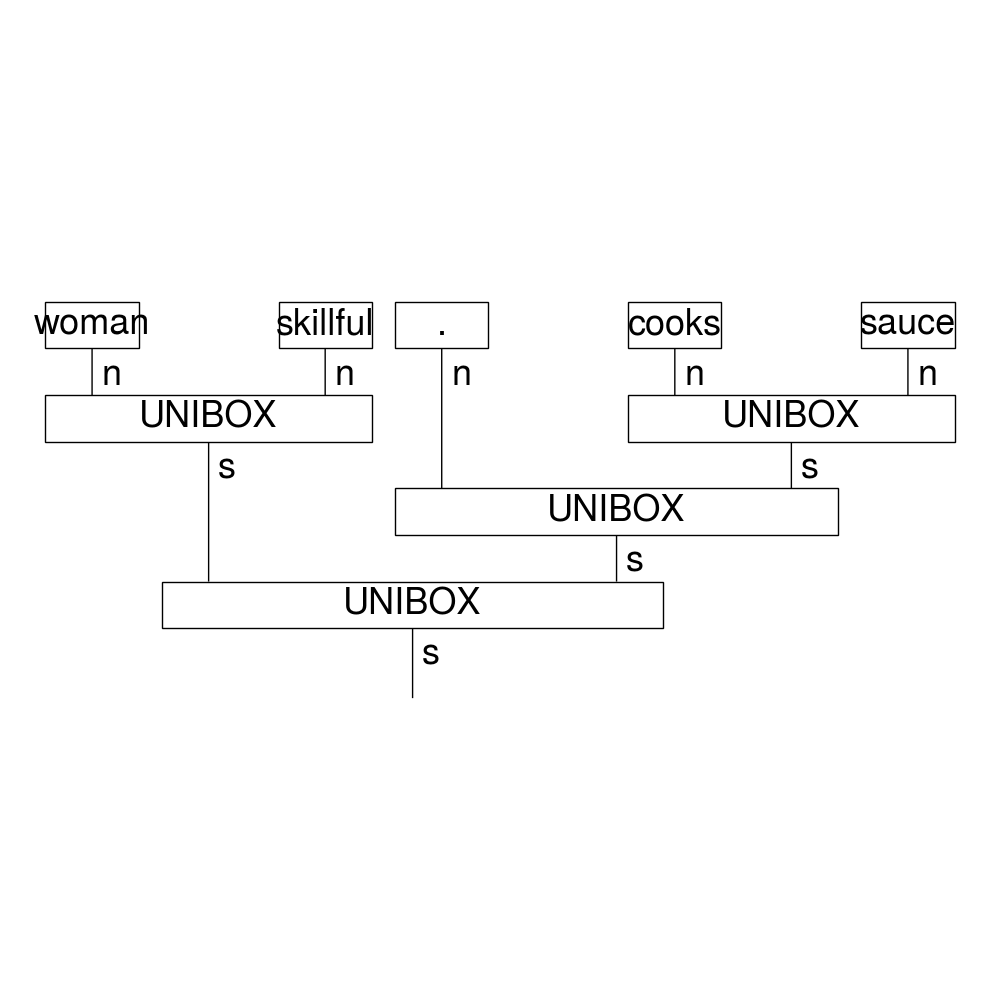 woman skillful . cooks sauce
n n n n n
UNIBOX UNIBOX
s s
UNIBOX
s
UNIBOX
s